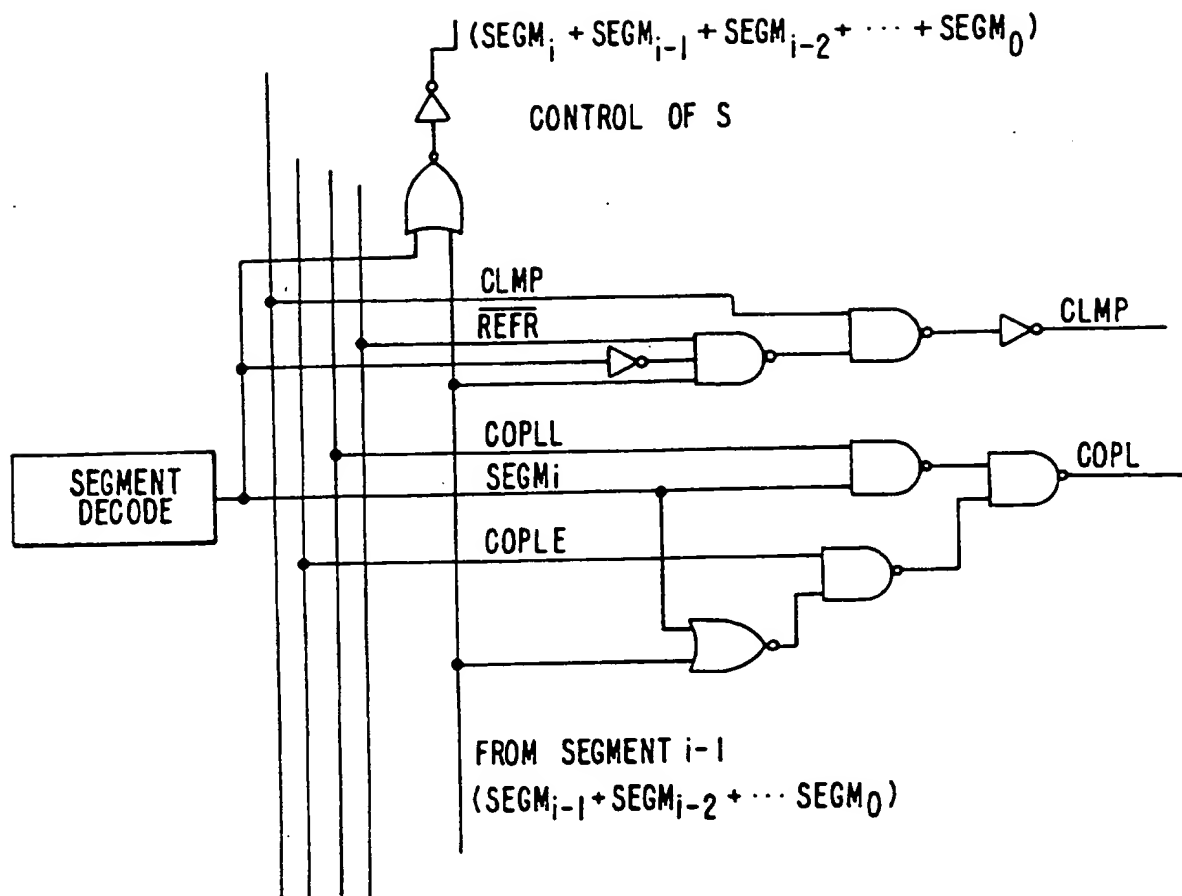 (SEGMi + SEGMi-1 + SEGMi-2 + ··· + SEGM0)
CONTROL OF S
CLMP
CLMP
REFR
COPLL
COPL
SEGMENT
DECODE
SEGMi
COPLE
FROM SEGMENT i-1
(SEGMi-1 + SEGMi-2 + ··· SEGM0)